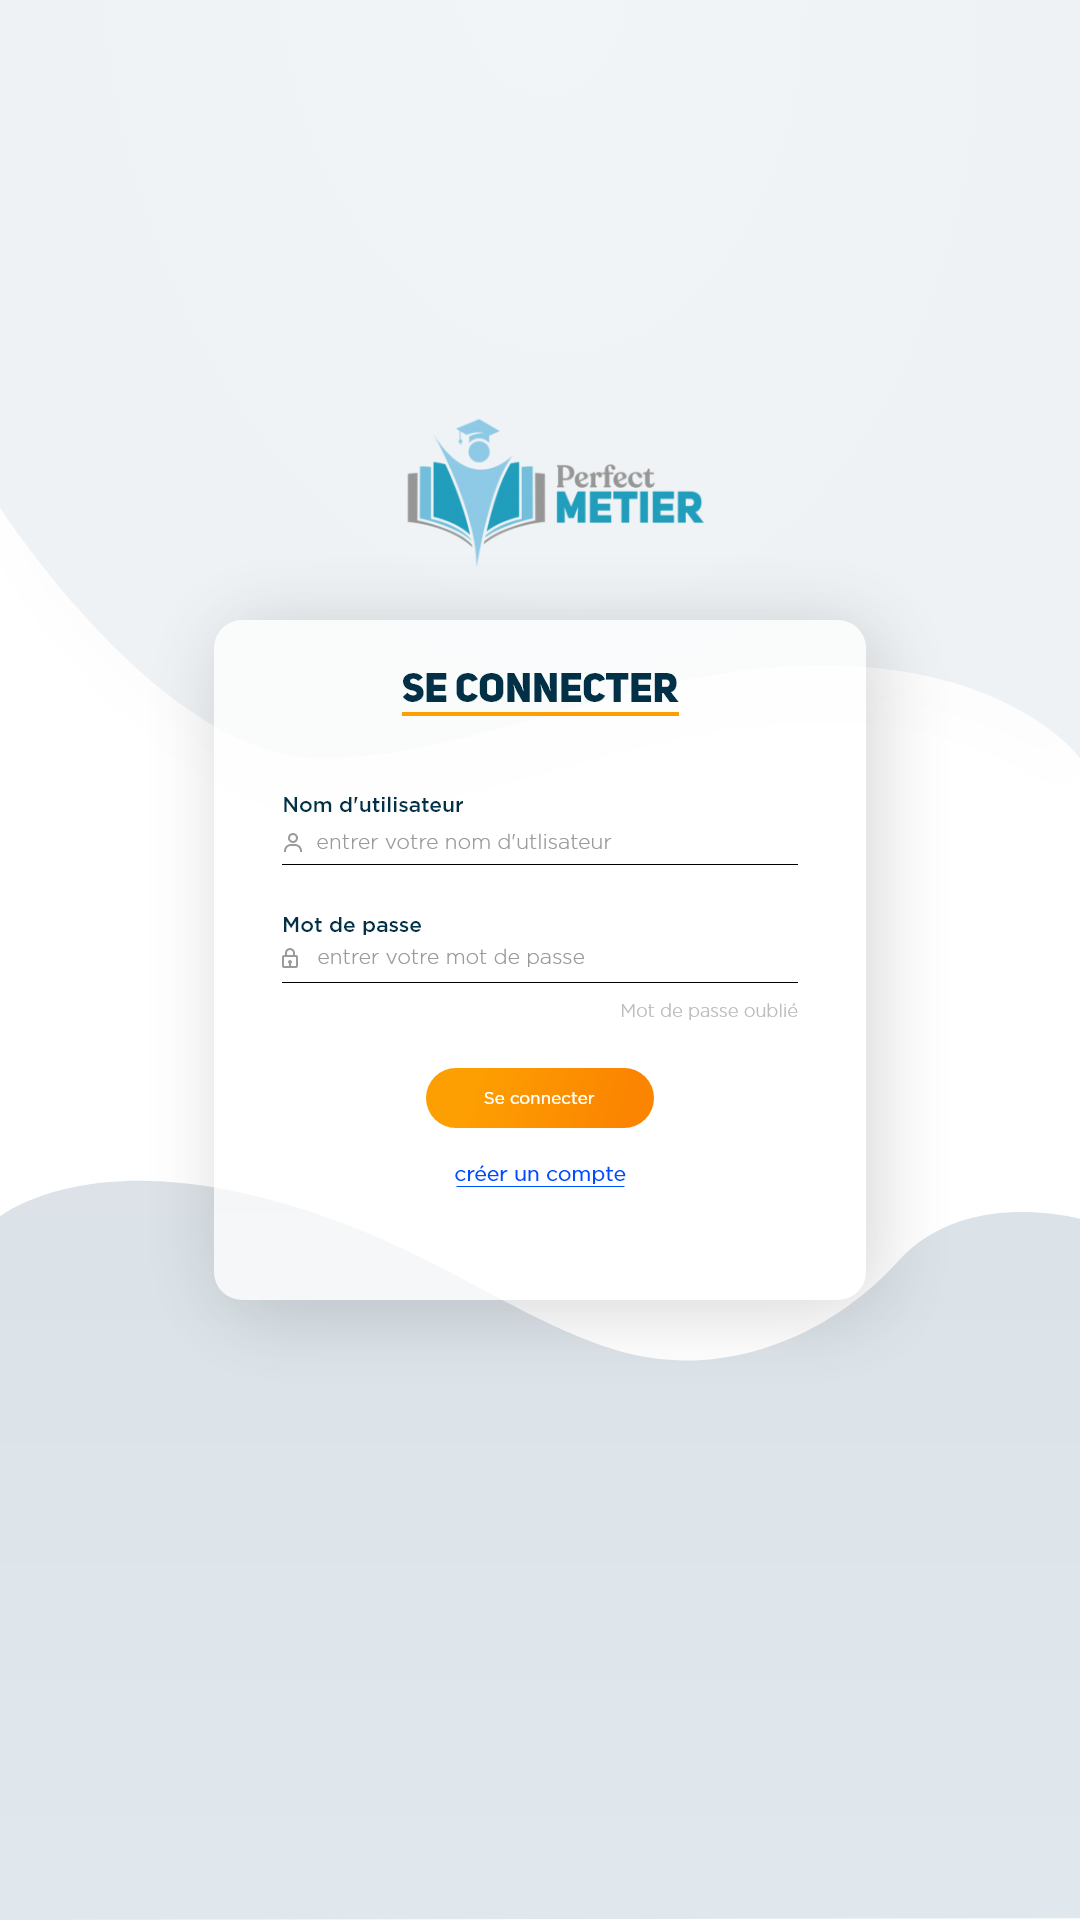 Perfect
METIER
SE CONNECTER
Nom d'utilisateur
entrer votre nom d'utlisateur
Mot de passe
entrer votre mot de passe
Mot de passe oublié
Se connecter
créer un compte